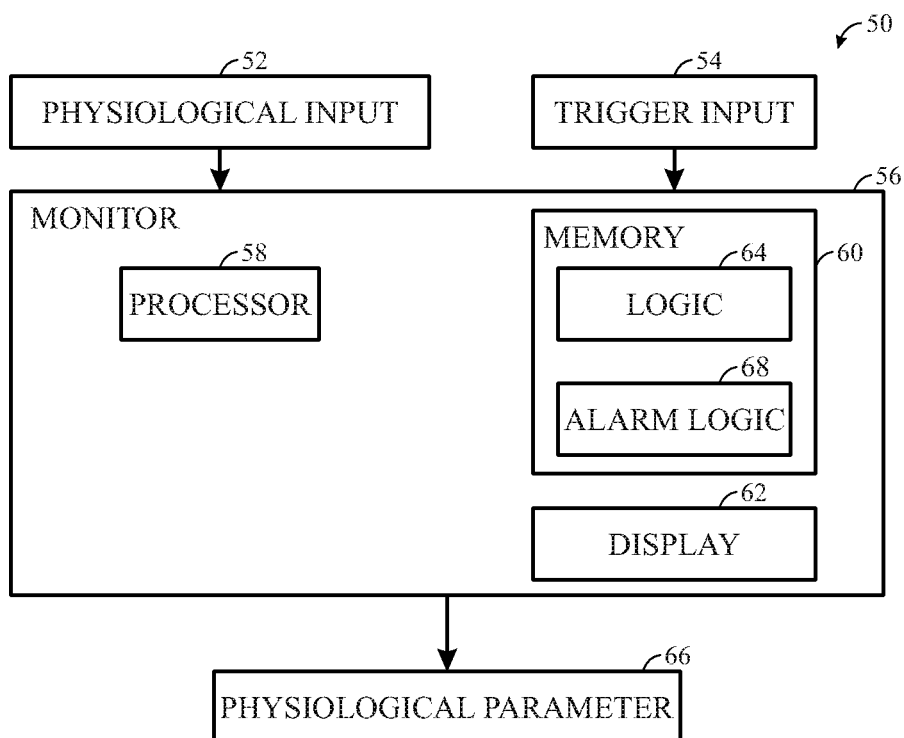 50
52
54
PHYSIOLOGICAL INPUT
TRIGGER INPUT
56
MONITOR
MEMORY
58
64
60
PROCESSOR
LOGIC
68
ALARM LOGIC
62
DISPLAY
66
PHYSIOLOGICAL PARAMETER